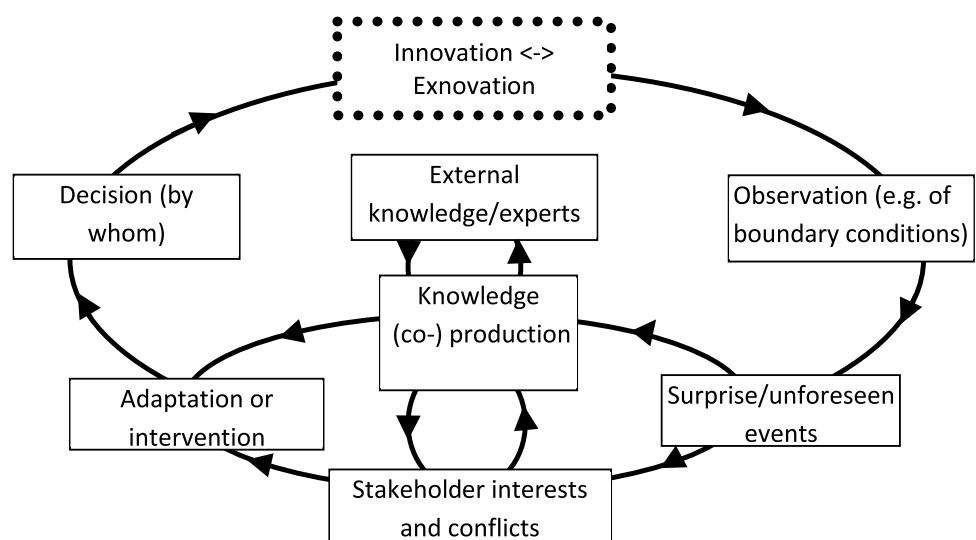 Innovation <->
Exnovation
External
knowledge/experts
Decision (by
whom)
Observation (e.g. of
boundary conditions)
Knowledge
(co-) production
Adaptation or
intervention
Surprise/unforeseen
events
Stakeholder interests
and conflicts